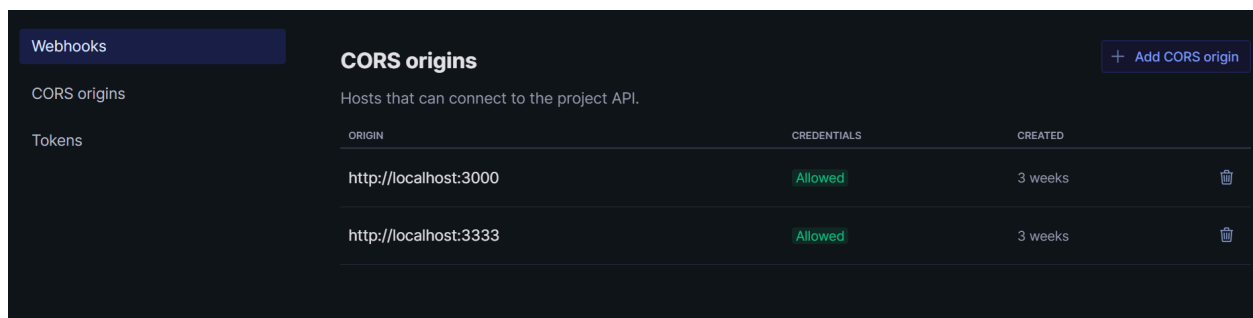 Webhooks
CORS origins
Tokens
CORS origins
+ Add CORS origin
Hosts that can connect to the project API.
ORIGIN CREDENTIALS CREATED
http://localhost:3000 Allowed 3 weeks
http://localhost:3333 Allowed 3 weeks